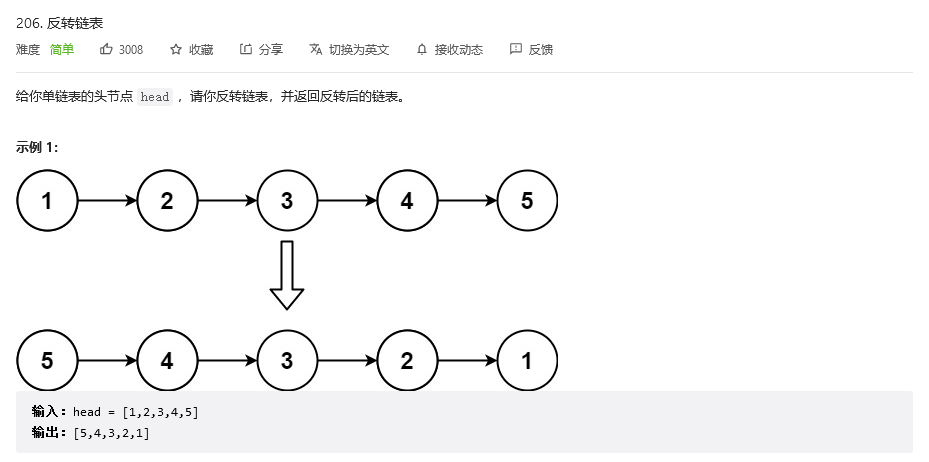 206. 反转链表
难度 简单 3008 收藏 分享 切换为英文 接收动态 反馈
给你单链表的头节点 head ，请你反转链表，并返回反转后的链表。
示例 1：
1 2 3 4 5
5 4 3 2 1
输入：head = [1,2,3,4,5]
输出：[5,4,3,2,1]